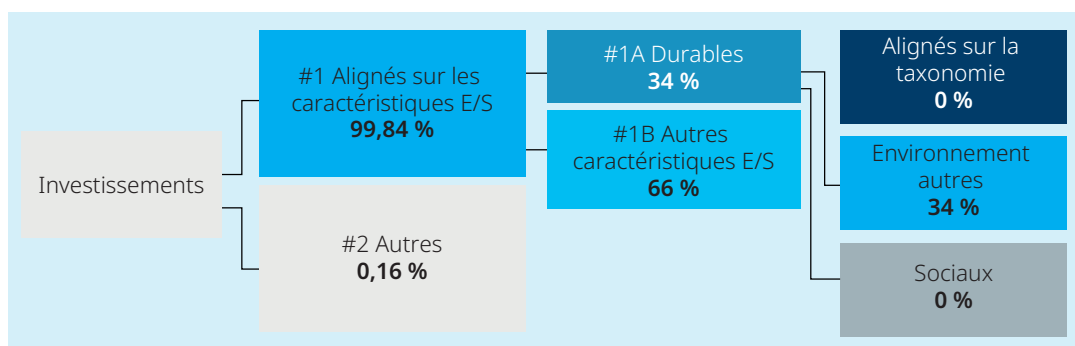 Investissements
#1 Alignés sur les
caractéristiques E/S
99,84 %
#2 Autres
0,16 %
#1A Durables
34 %
#1B Autres
caractéristiques E/S
66 %
Alignés sur la
taxonomie
0 %
Environnement
autres
34 %
Sociaux
0 %